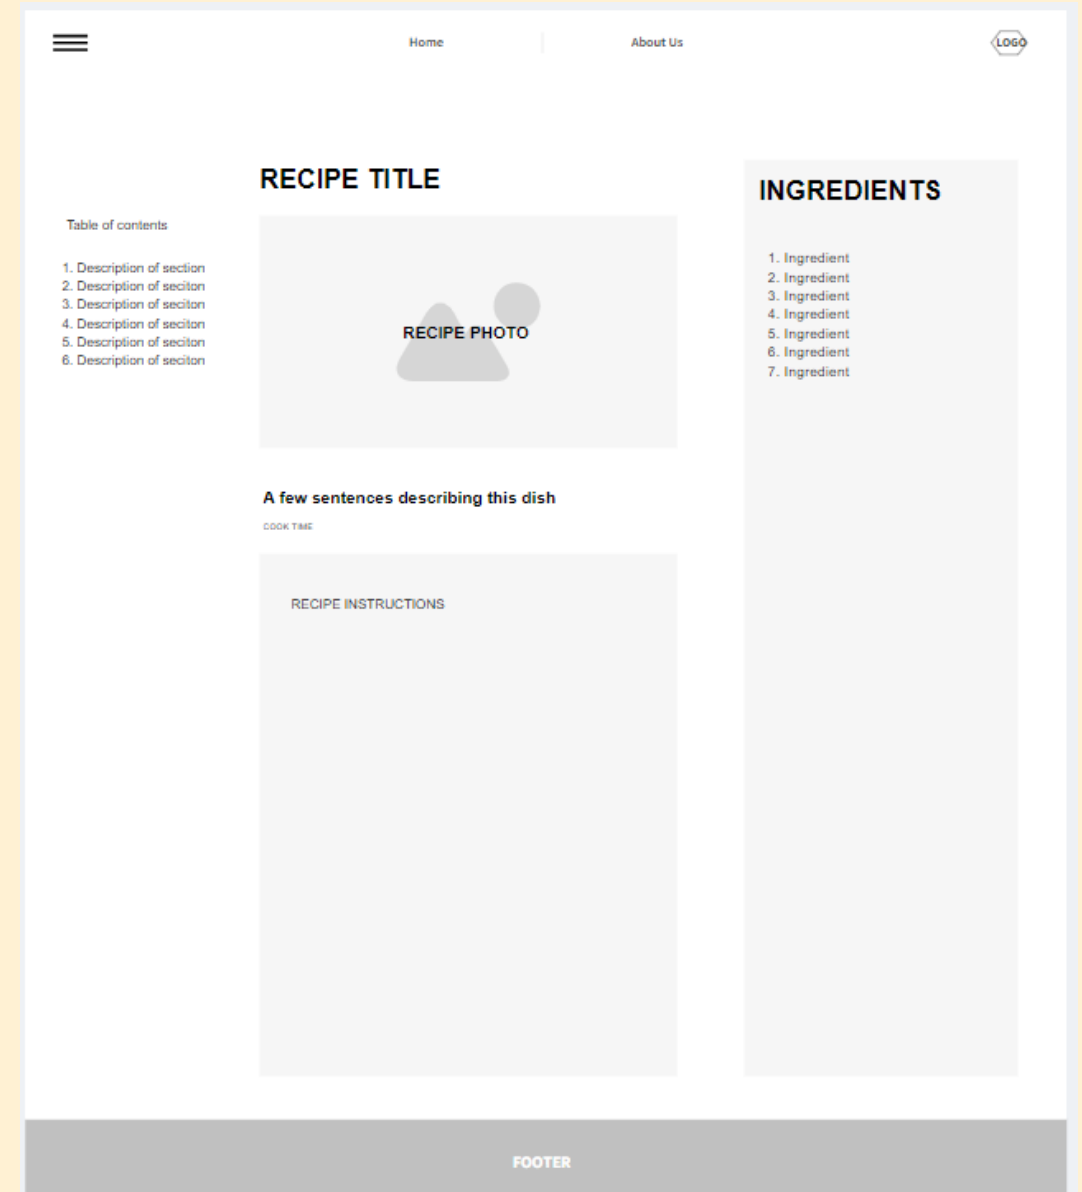 Home
About Us
LOGO
RECIPE TITLE
Table of contents
1. Description of section
2. Description of seciton
3. Description of seciton
4. Description of seciton
5. Description of seciton
6. Description of seciton
RECIPE PHOTO
A few sentences describing this dish
COOK TIME
RECIPE INSTRUCTIONS
INGREDIENTS
1. Ingredient
2. Ingredient
3. Ingredient
4. Ingredient
5. Ingredient
6. Ingredient
7. Ingredient
FOOTER